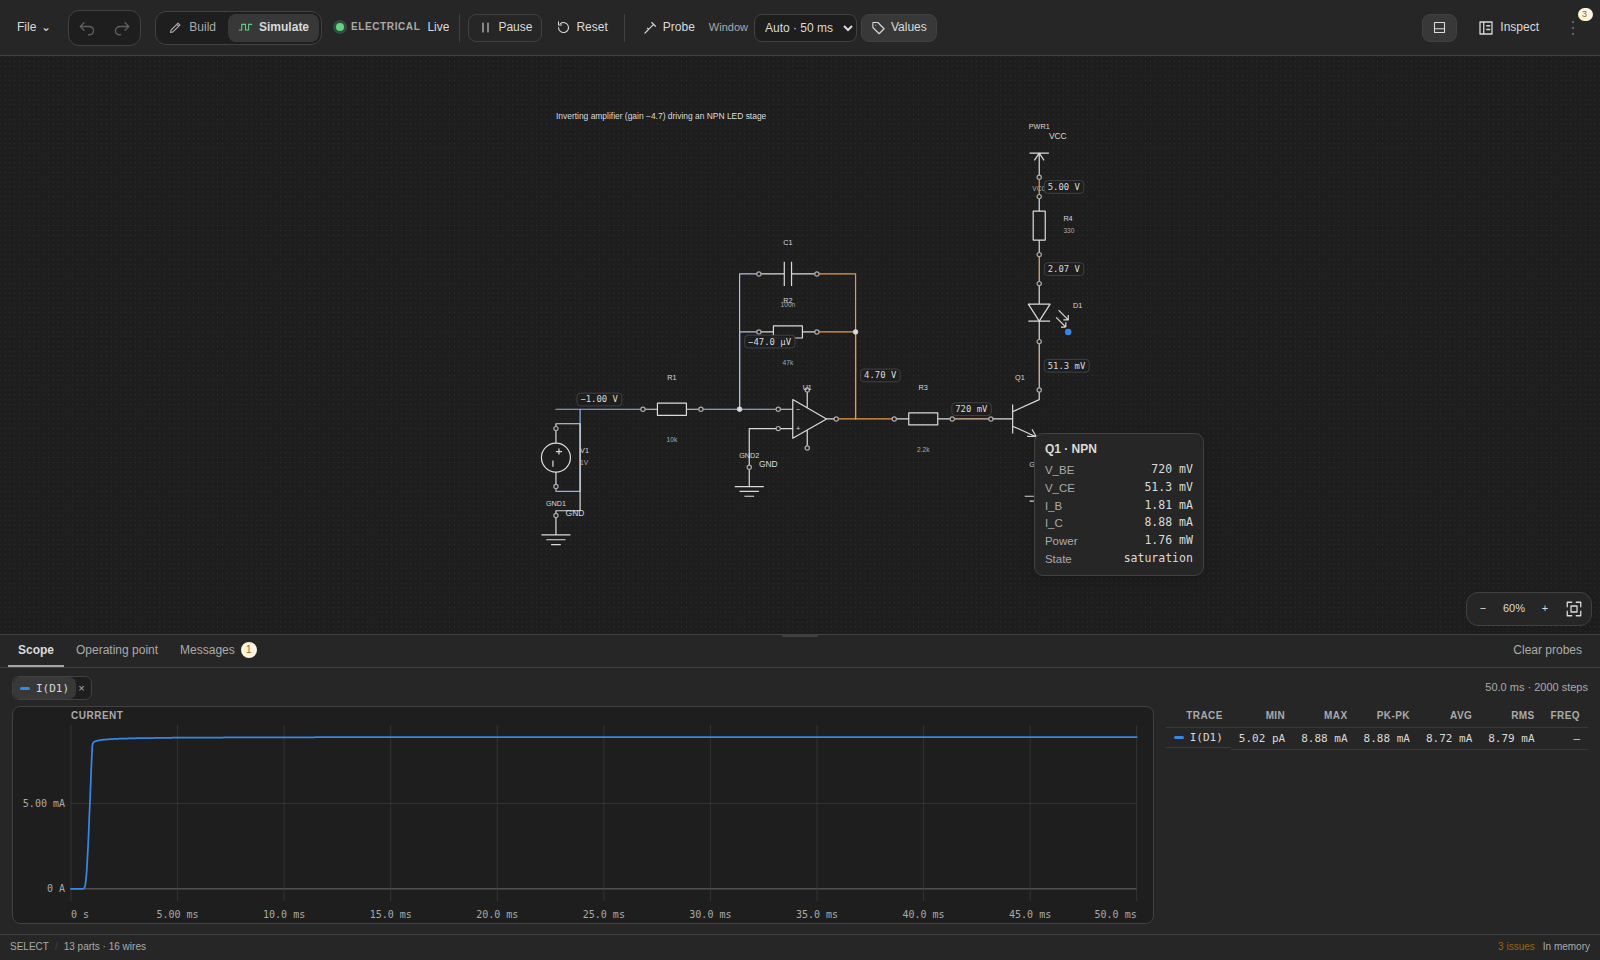 File
Build
Simulate
ELECTRICAL Live
Pause
Reset
Probe
Window
Auto · 50 ms
Values
Inspect
3
Inverting amplifier (gain −4.7) driving an NPN LED stage
PWR1
VCC
5.00 V
R4
330
2.07 V
D1
51.3 mV
C1
R2
100n
−47.0 µV
47k
4.70 V
−1.00 V
R1
10k
U1
R3
2.2k
720 mV
Q1
V1
1V
GND1
GND
GND2
GND
Q1 · NPN
V_BE 720 mV
V_CE 51.3 mV
I_B 1.81 mA
I_C 8.88 mA
Power 1.76 mW
State saturation
− 60% +
Scope
Operating point
Messages 1
Clear probes
I(D1) ×
50.0 ms · 2000 steps
CURRENT
5.00 mA
0 A
0 s 5.00 ms 10.0 ms 15.0 ms 20.0 ms 25.0 ms 30.0 ms 35.0 ms 40.0 ms 45.0 ms 50.0 ms
TRACE MIN MAX PK-PK AVG RMS FREQ
I(D1) 5.02 pA 8.88 mA 8.88 mA 8.72 mA 8.79 mA —
SELECT / 13 parts · 16 wires
3 issues In memory